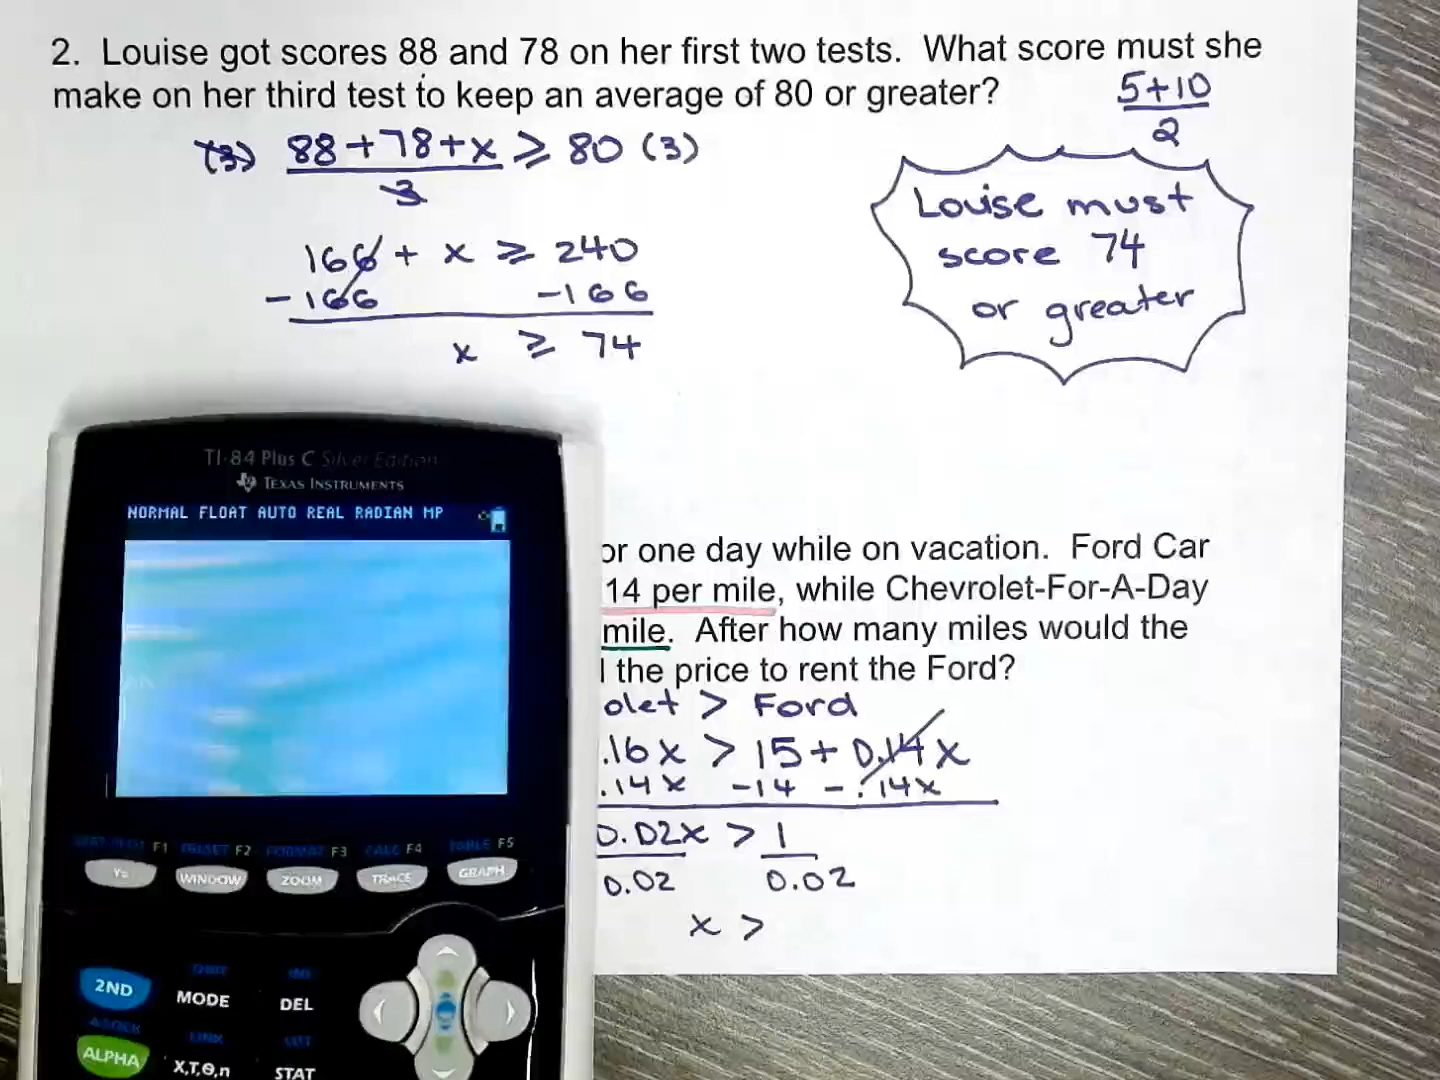 2. Louise got scores 88 and 78 on her first two tests. What score must she
make on her third test to keep an average of 80 or greater?
5+10
2
(3) 88+78+x ≥ 80 (3)
3
Louise must
score 74
or greater
166 + x ≥ 240
-166 -166
x ≥ 74
TI-84 Plus C Silver Edition
TEXAS INSTRUMENTS
NORMAL FLOAT AUTO REAL RADIAN MP
or one day while on vacation. Ford Car
14 per mile, while Chevrolet-For-A-Day
mile. After how many miles would the
the price to rent the Ford?
olet > Ford
.16x > 15 + 0.14x
.14x -14 - .14x
0.02x > 1
0.02 0.02
x >
F1 F2 FORMAT F3 CALC F4 TABLE F5
Y= WINDOW ZOOM TRACE GRAPH
2ND MODE DEL
LINK
ALPHA X,T,Θ,n STAT